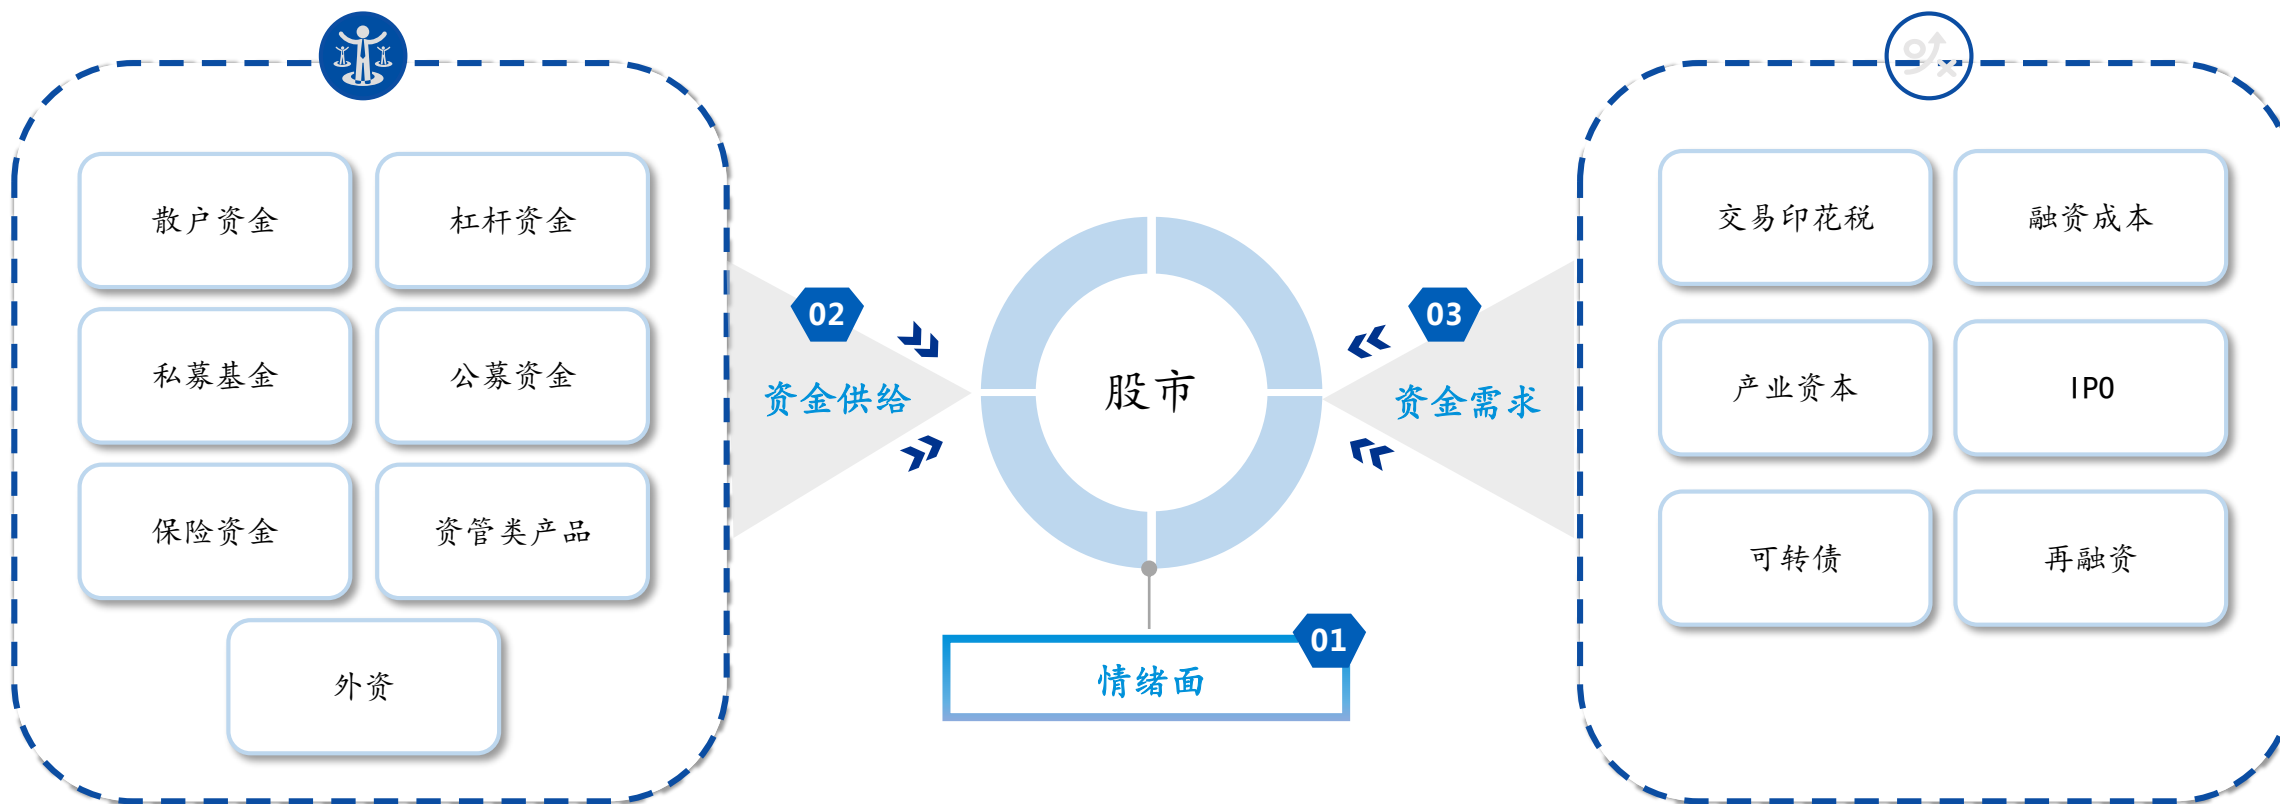 散户资金
杠杆资金
私募基金
公募资金
保险资金
资管类产品
外资
02
资金供给
股市
01
情绪面
03
资金需求
交易印花税
融资成本
产业资本
IPO
可转债
再融资